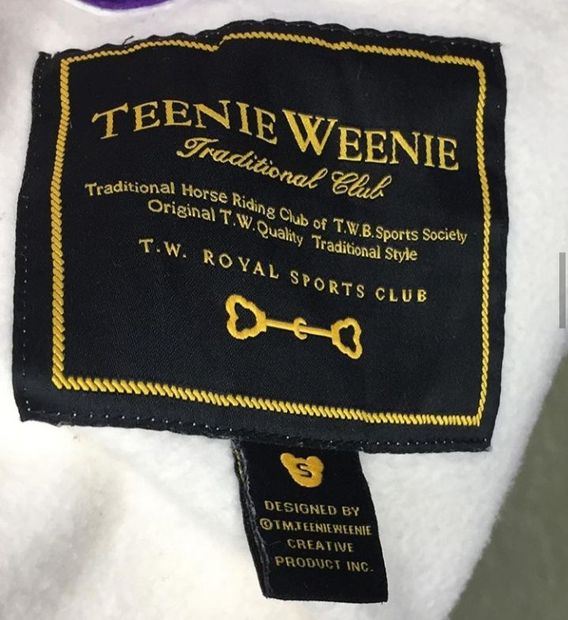 TEENIE WEENIE
Traditional Club
Traditional Horse Riding Club of T.W.B. Sports Society
Original T.W. Quality Traditional Style
T.W. ROYAL SPORTS CLUB
S
DESIGNED BY
©TM.TEENIEWEENIE
CREATIVE
PRODUCT INC.